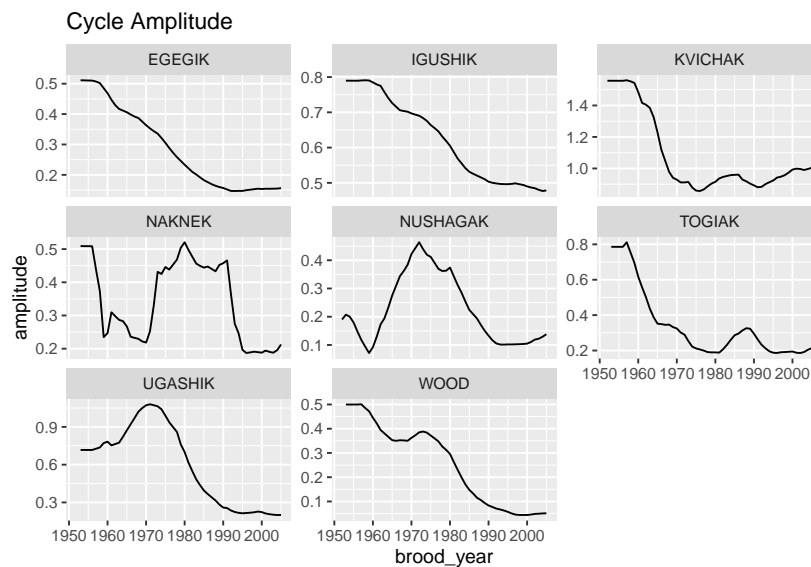 Cycle Amplitude
EGEGIK
IGUSHIK
KVICHAK
0.5
0.4
0.3
0.2
0.8
0.7
0.6
0.5
1.4
1.2
1.0
NAKNEK
NUSHAGAK
TOGIAK
0.5
0.4
0.3
0.2
0.4
0.3
0.2
0.1
0.8
0.6
0.4
0.2
1950 1960 1970 1980 1990 2000
UGASHIK
WOOD
0.9
0.6
0.3
0.5
0.4
0.3
0.2
0.1
1950 1960 1970 1980 1990 2000
1950 1960 1970 1980 1990 2000
amplitude
brood_year